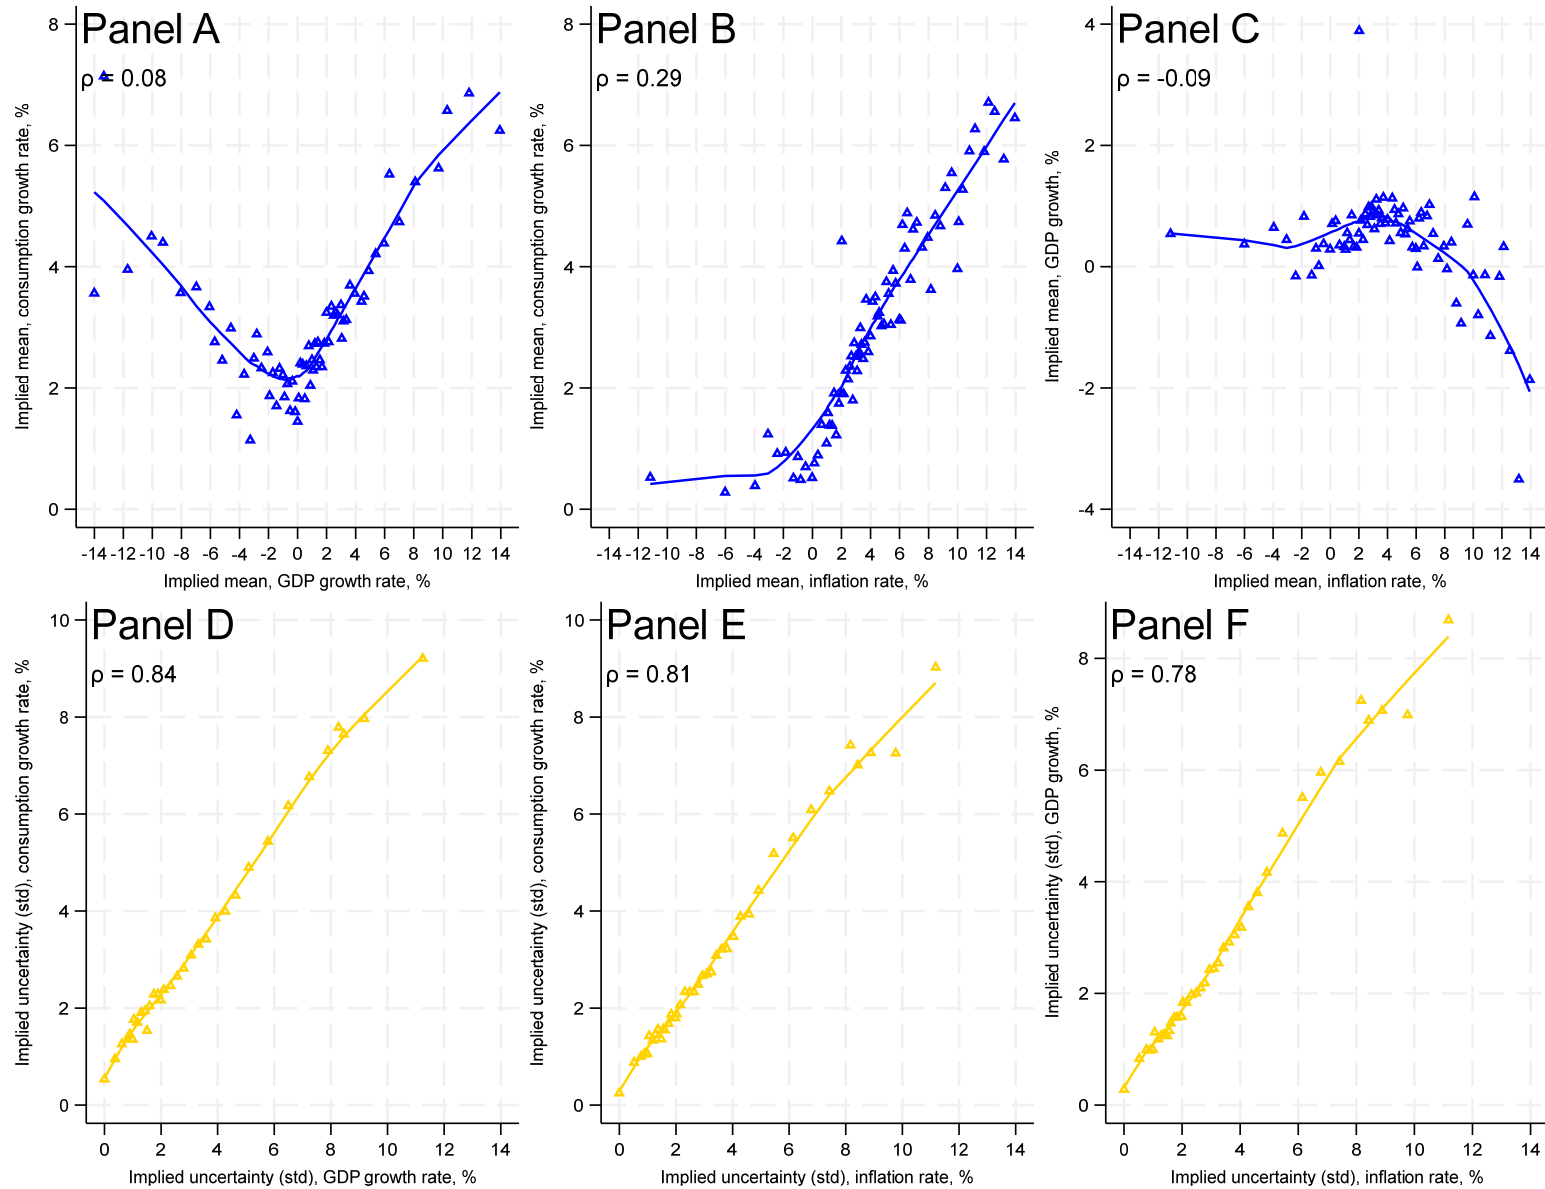 Panel A
ρ = 0.08
Implied mean, consumption growth rate, %
8
6
4
2
0
-14 -12 -10 -8 -6 -4 -2 0 2 4 6 8 10 12 14
Implied mean, GDP growth rate, %
Panel B
ρ = 0.29
Implied mean, consumption growth rate, %
8
6
4
2
0
-14 -12 -10 -8 -6 -4 -2 0 2 4 6 8 10 12 14
Implied mean, inflation rate, %
Panel C
ρ = -0.09
Implied mean, GDP growth, %
4
2
0
-2
-4
-14 -12 -10 -8 -6 -4 -2 0 2 4 6 8 10 12 14
Implied mean, inflation rate, %
Panel D
ρ = 0.84
Implied uncertainty (std), consumption growth rate, %
10
8
6
4
2
0
0 2 4 6 8 10 12 14
Implied uncertainty (std), GDP growth rate, %
Panel E
ρ = 0.81
Implied uncertainty (std), consumption growth rate, %
10
8
6
4
2
0
0 2 4 6 8 10 12 14
Implied uncertainty (std), inflation rate, %
Panel F
ρ = 0.78
Implied uncertainty (std), GDP growth, %
8
6
4
2
0
0 2 4 6 8 10 12 14
Implied uncertainty (std), inflation rate, %